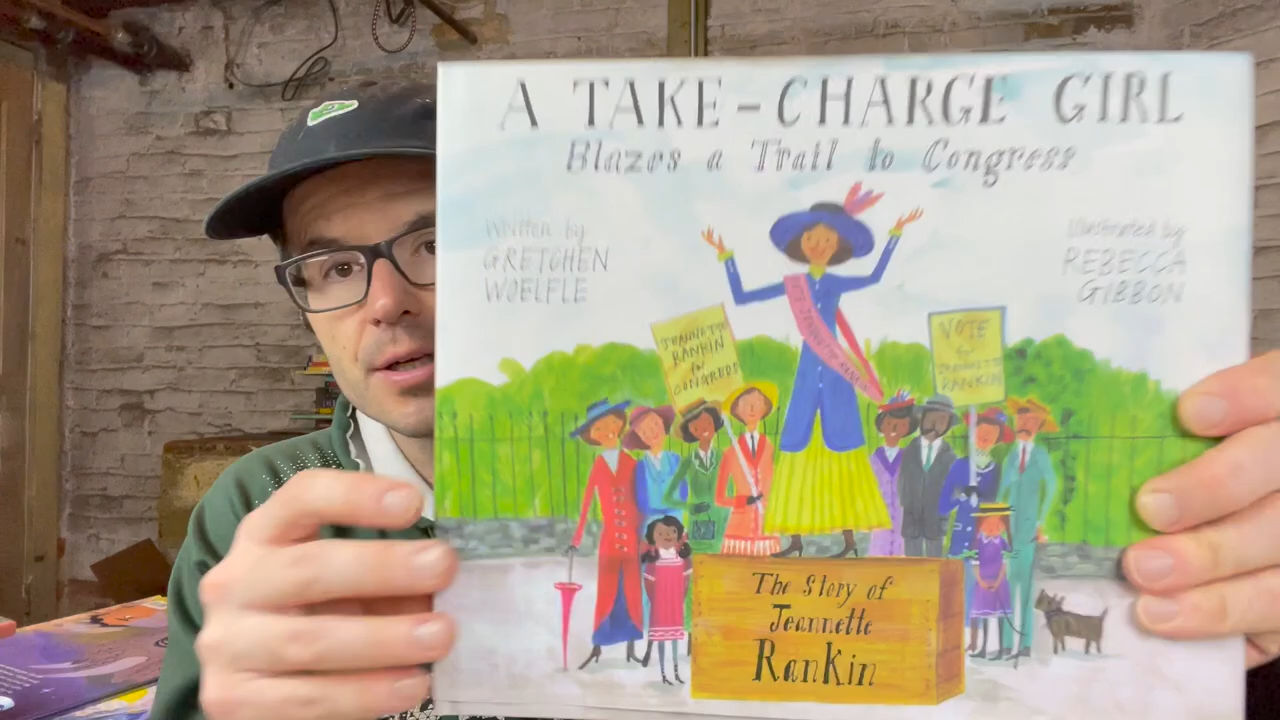 A TAKE-CHARGE GIRL
Blazes a Trail to Congress
Written by
GRETCHEN
WOELFLE
Illustrated by
REBECCA
GIBBON
JEANNETTE
RANKIN
for
CONGRESS
VOTE
for
JEANNETTE
RANKIN
The Story of
Jeannette
Rankin